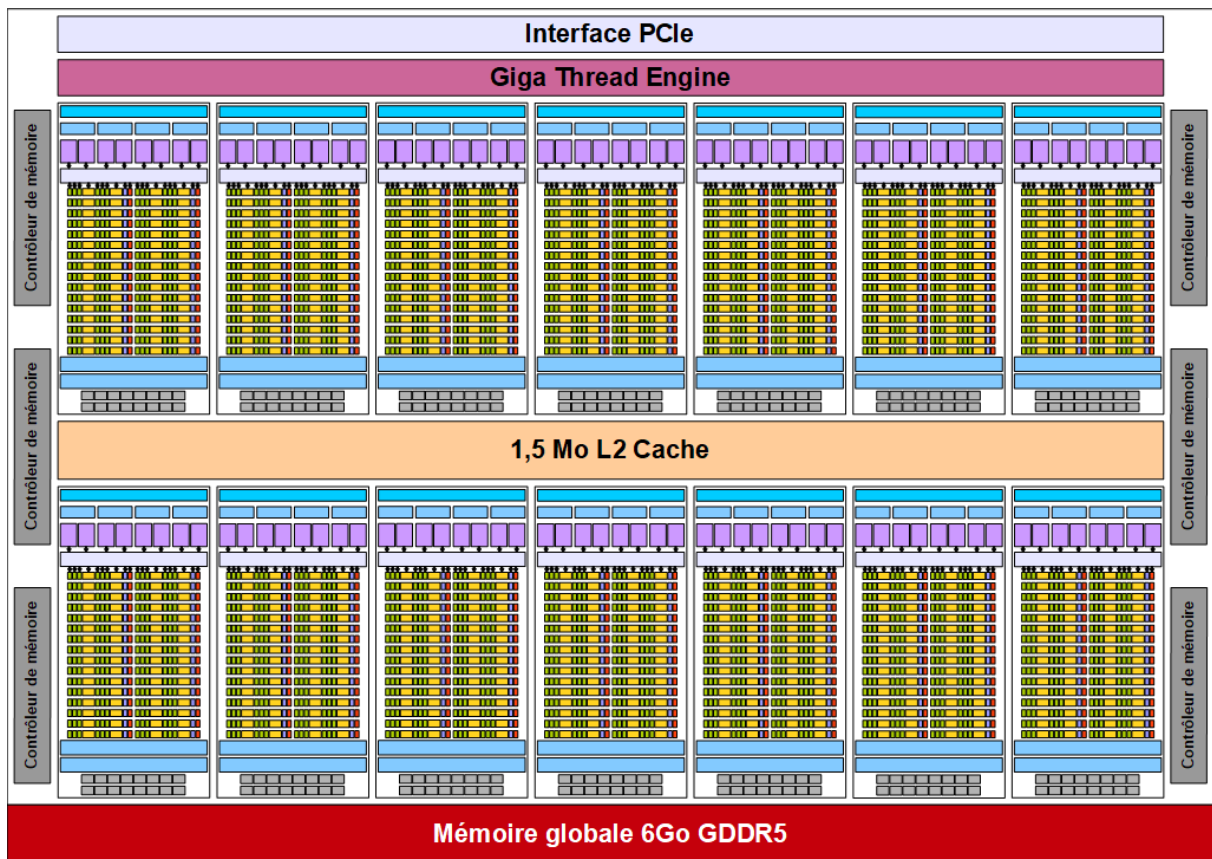 Interface PCIe
Giga Thread Engine
Contrôleur de mémoire
Contrôleur de mémoire
Contrôleur de mémoire
Contrôleur de mémoire
1,5 Mo L2 Cache
Contrôleur de mémoire
Contrôleur de mémoire
Mémoire globale 6Go GDDR5